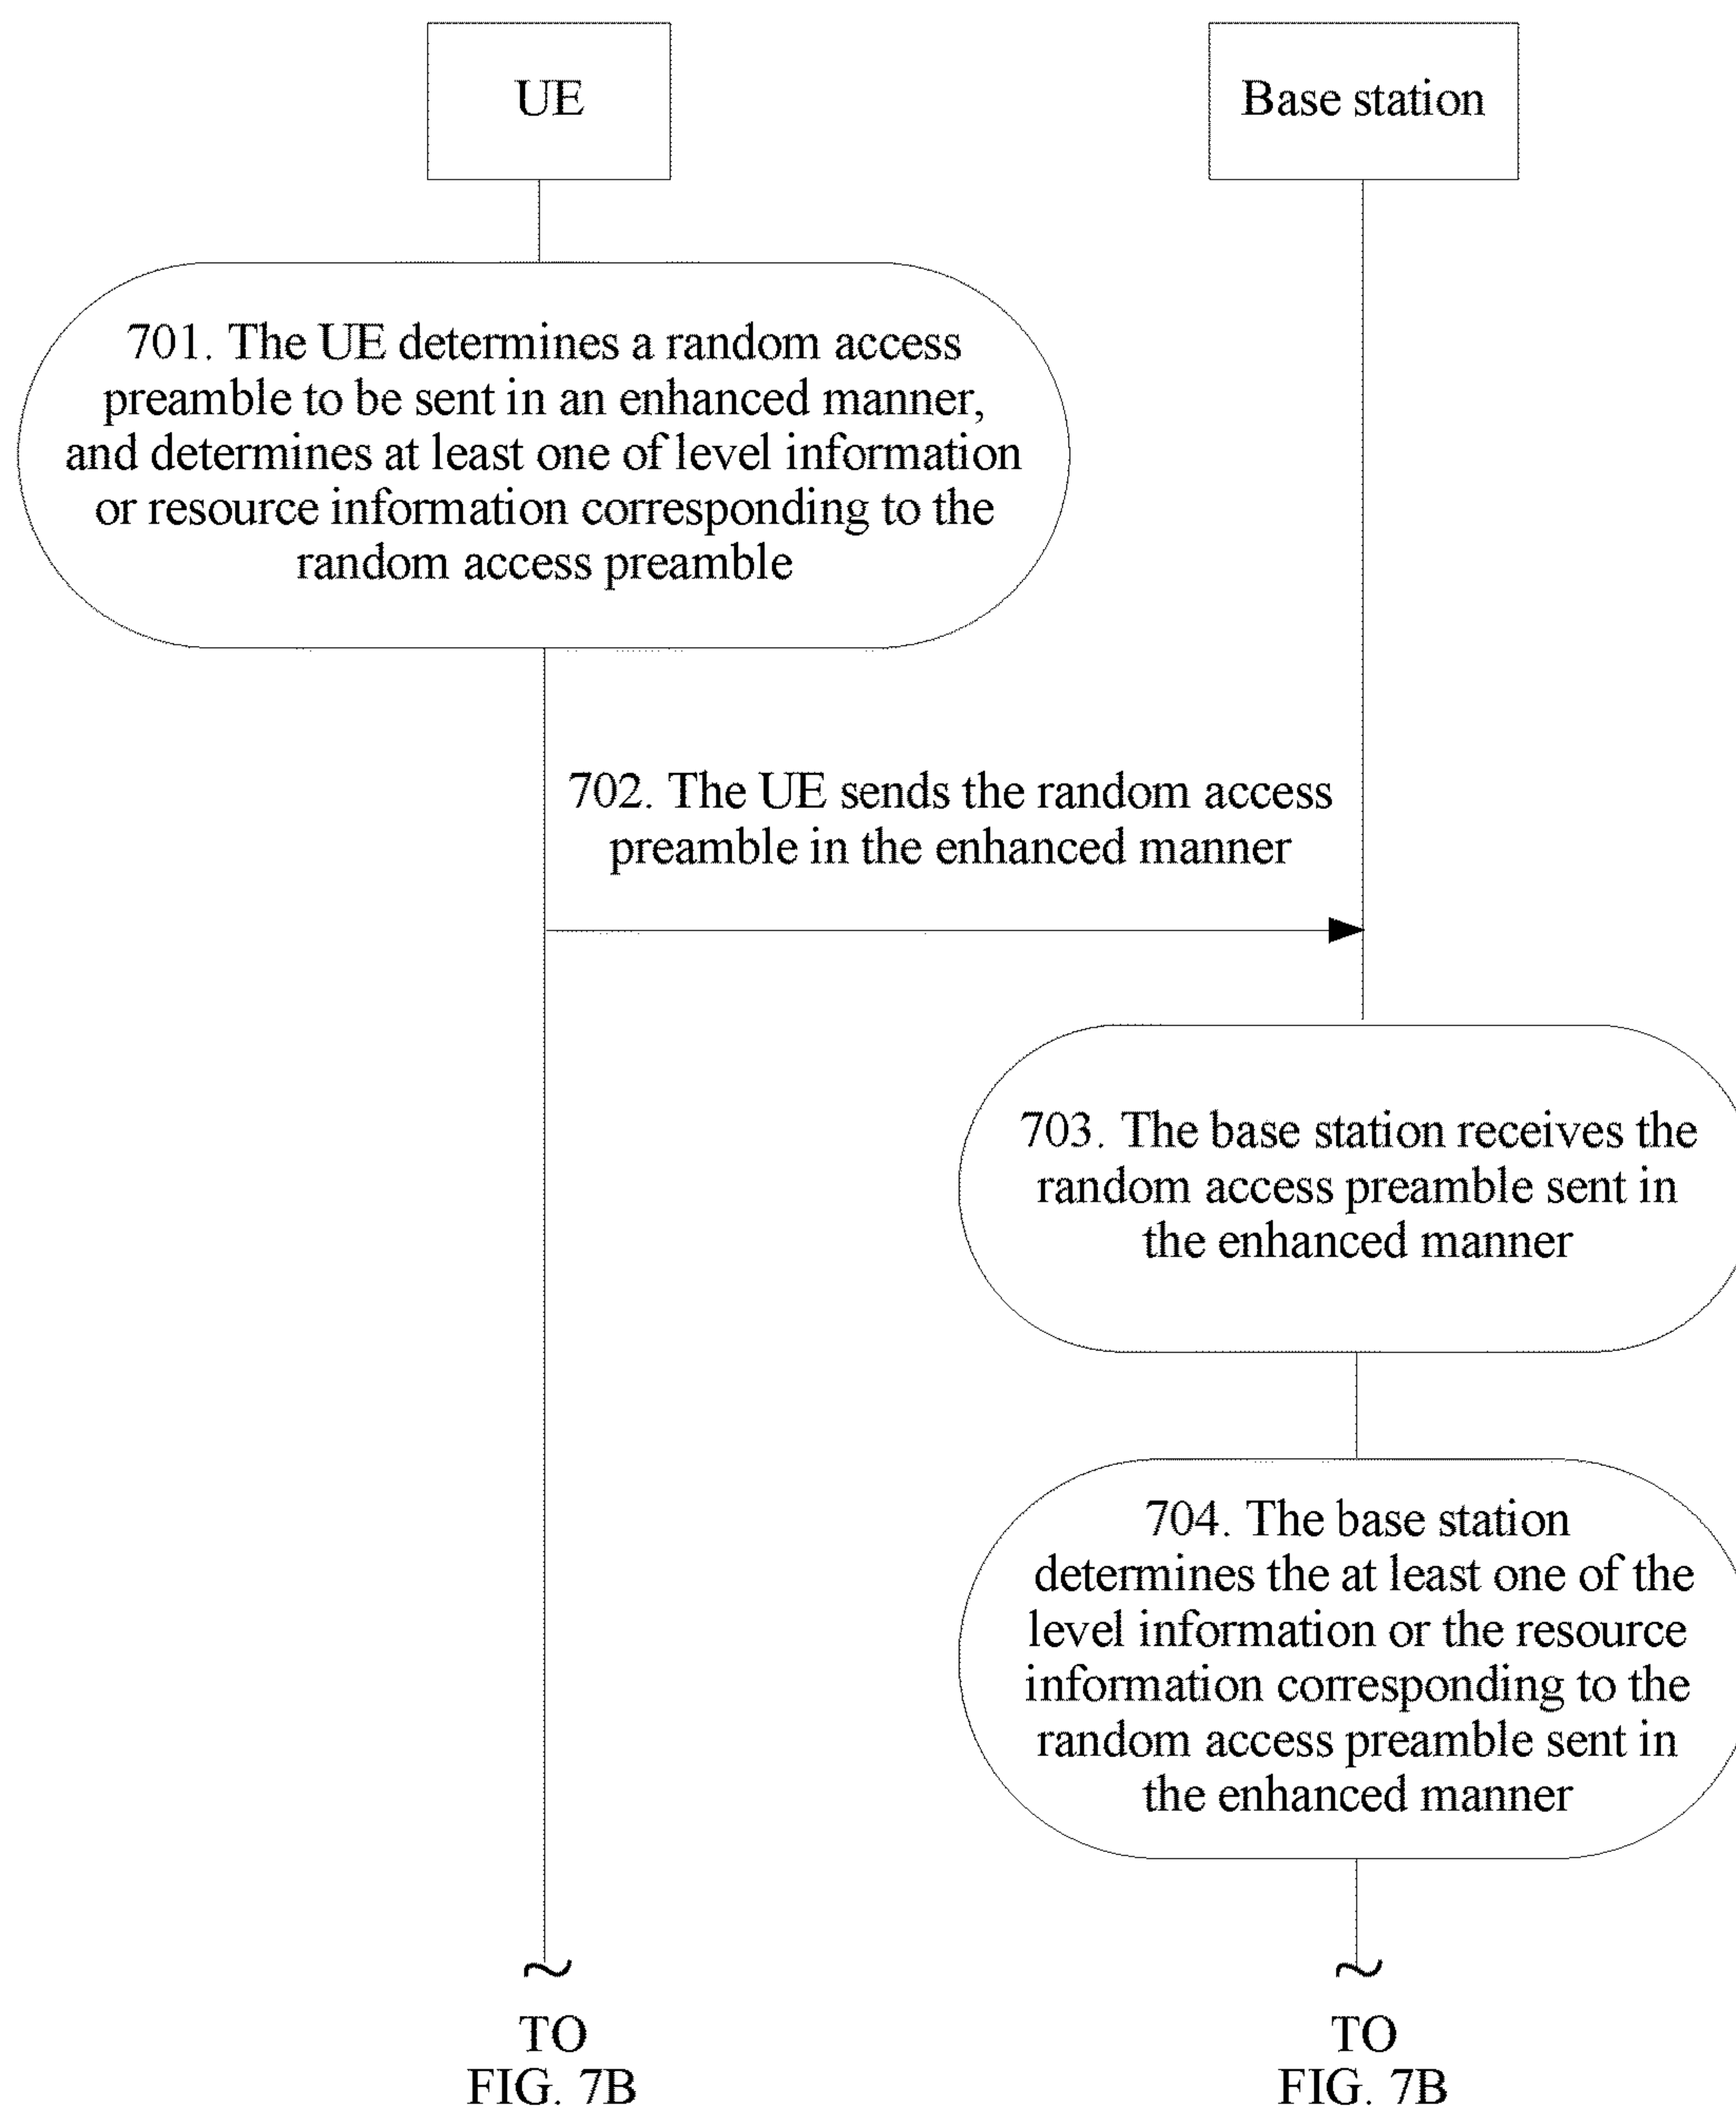 UE
Base station
701. The UE determines a random access
preamble to be sent in an enhanced manner,
and determines at least one of level information
or resource information corresponding to the
random access preamble
702. The UE sends the random access
preamble in the enhanced manner
703. The base station receives the
random access preamble sent in
the enhanced manner
704. The base station
determines the at least one of the
level information or the resource
information corresponding to the
random access preamble sent in
the enhanced manner
TO
FIG. 7B
TO
FIG. 7B